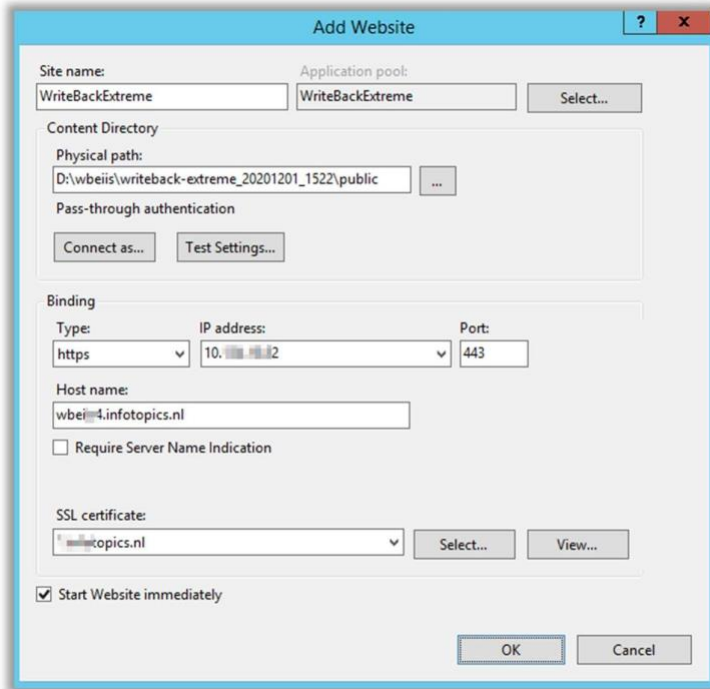 Add Website
?
x
Site name:
Application pool:
WriteBackExtreme
WriteBackExtreme
Select...
Content Directory
Physical path:
D:\wbeiis\writeback-extreme_20201201_1522\public
...
Pass-through authentication
Connect as...
Test Settings...
Binding
Type:
IP address:
Port:
https
443
Host name:
Require Server Name Indication
SSL certificate:
Select...
View...
Start Website immediately
OK
Cancel